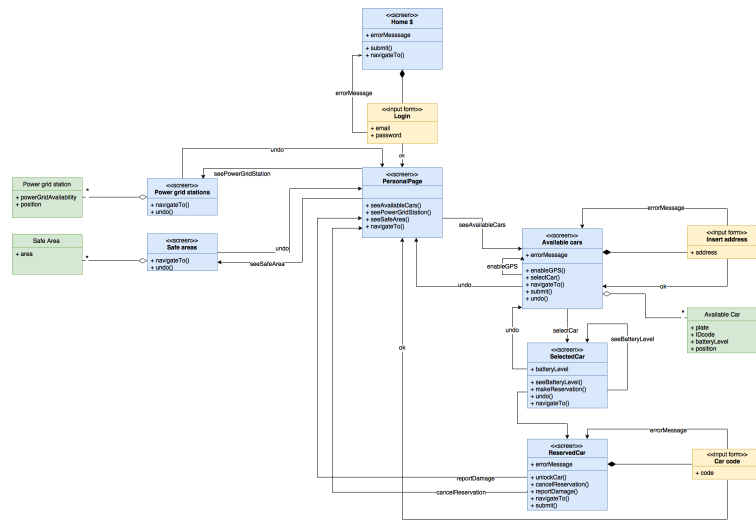 <<screen>>
Home $
+ errorMesssage
+ submit()
+ navigateTo()
errorMessage
<<input form>>
Login
+ email
+ password
ok
undo
seePowerGridStation
Power grid station
+ powerGridAvailability
+ position
*
<<screen>>
Power grid stations
+ navigateTo()
+ undo()
<<screen>>
PersonalPage
+ seeAvailableCars()
+ seePowerGridStation()
+ seeSafeArea()
+ navigateTo()
seeAvailableCars
Safe Area
+ area
*
<<screen>>
Safe areas
+ navigateTo()
+ undo()
undo
seeSafeArea
errorMessage
<<screen>>
Available cars
+ errorMessage
+ enableGPS()
+ selectCar()
+ navigateTo()
+ submit()
+ undo()
enableGPS
undo
<<input form>>
Insert address
+ address
ok
*
Available Car
+ plate
+ IDcode
+ batteryLevel
+ position
undo
selectCar
seeBatteryLevel
ok
<<screen>>
SelectedCar
+ batteryLevel
+ seeBatteryLevel()
+ makeReservation()
+ undo()
+ navigateTo()
errorMessage
<<screen>>
ReservedCar
+ errorMessage
+ unlockCar()
+ cancelReservation()
+ reportDamage()
+ navigateTo()
+ submit()
<<input form>>
Car code
+ code
reportDamage
cancelReservation